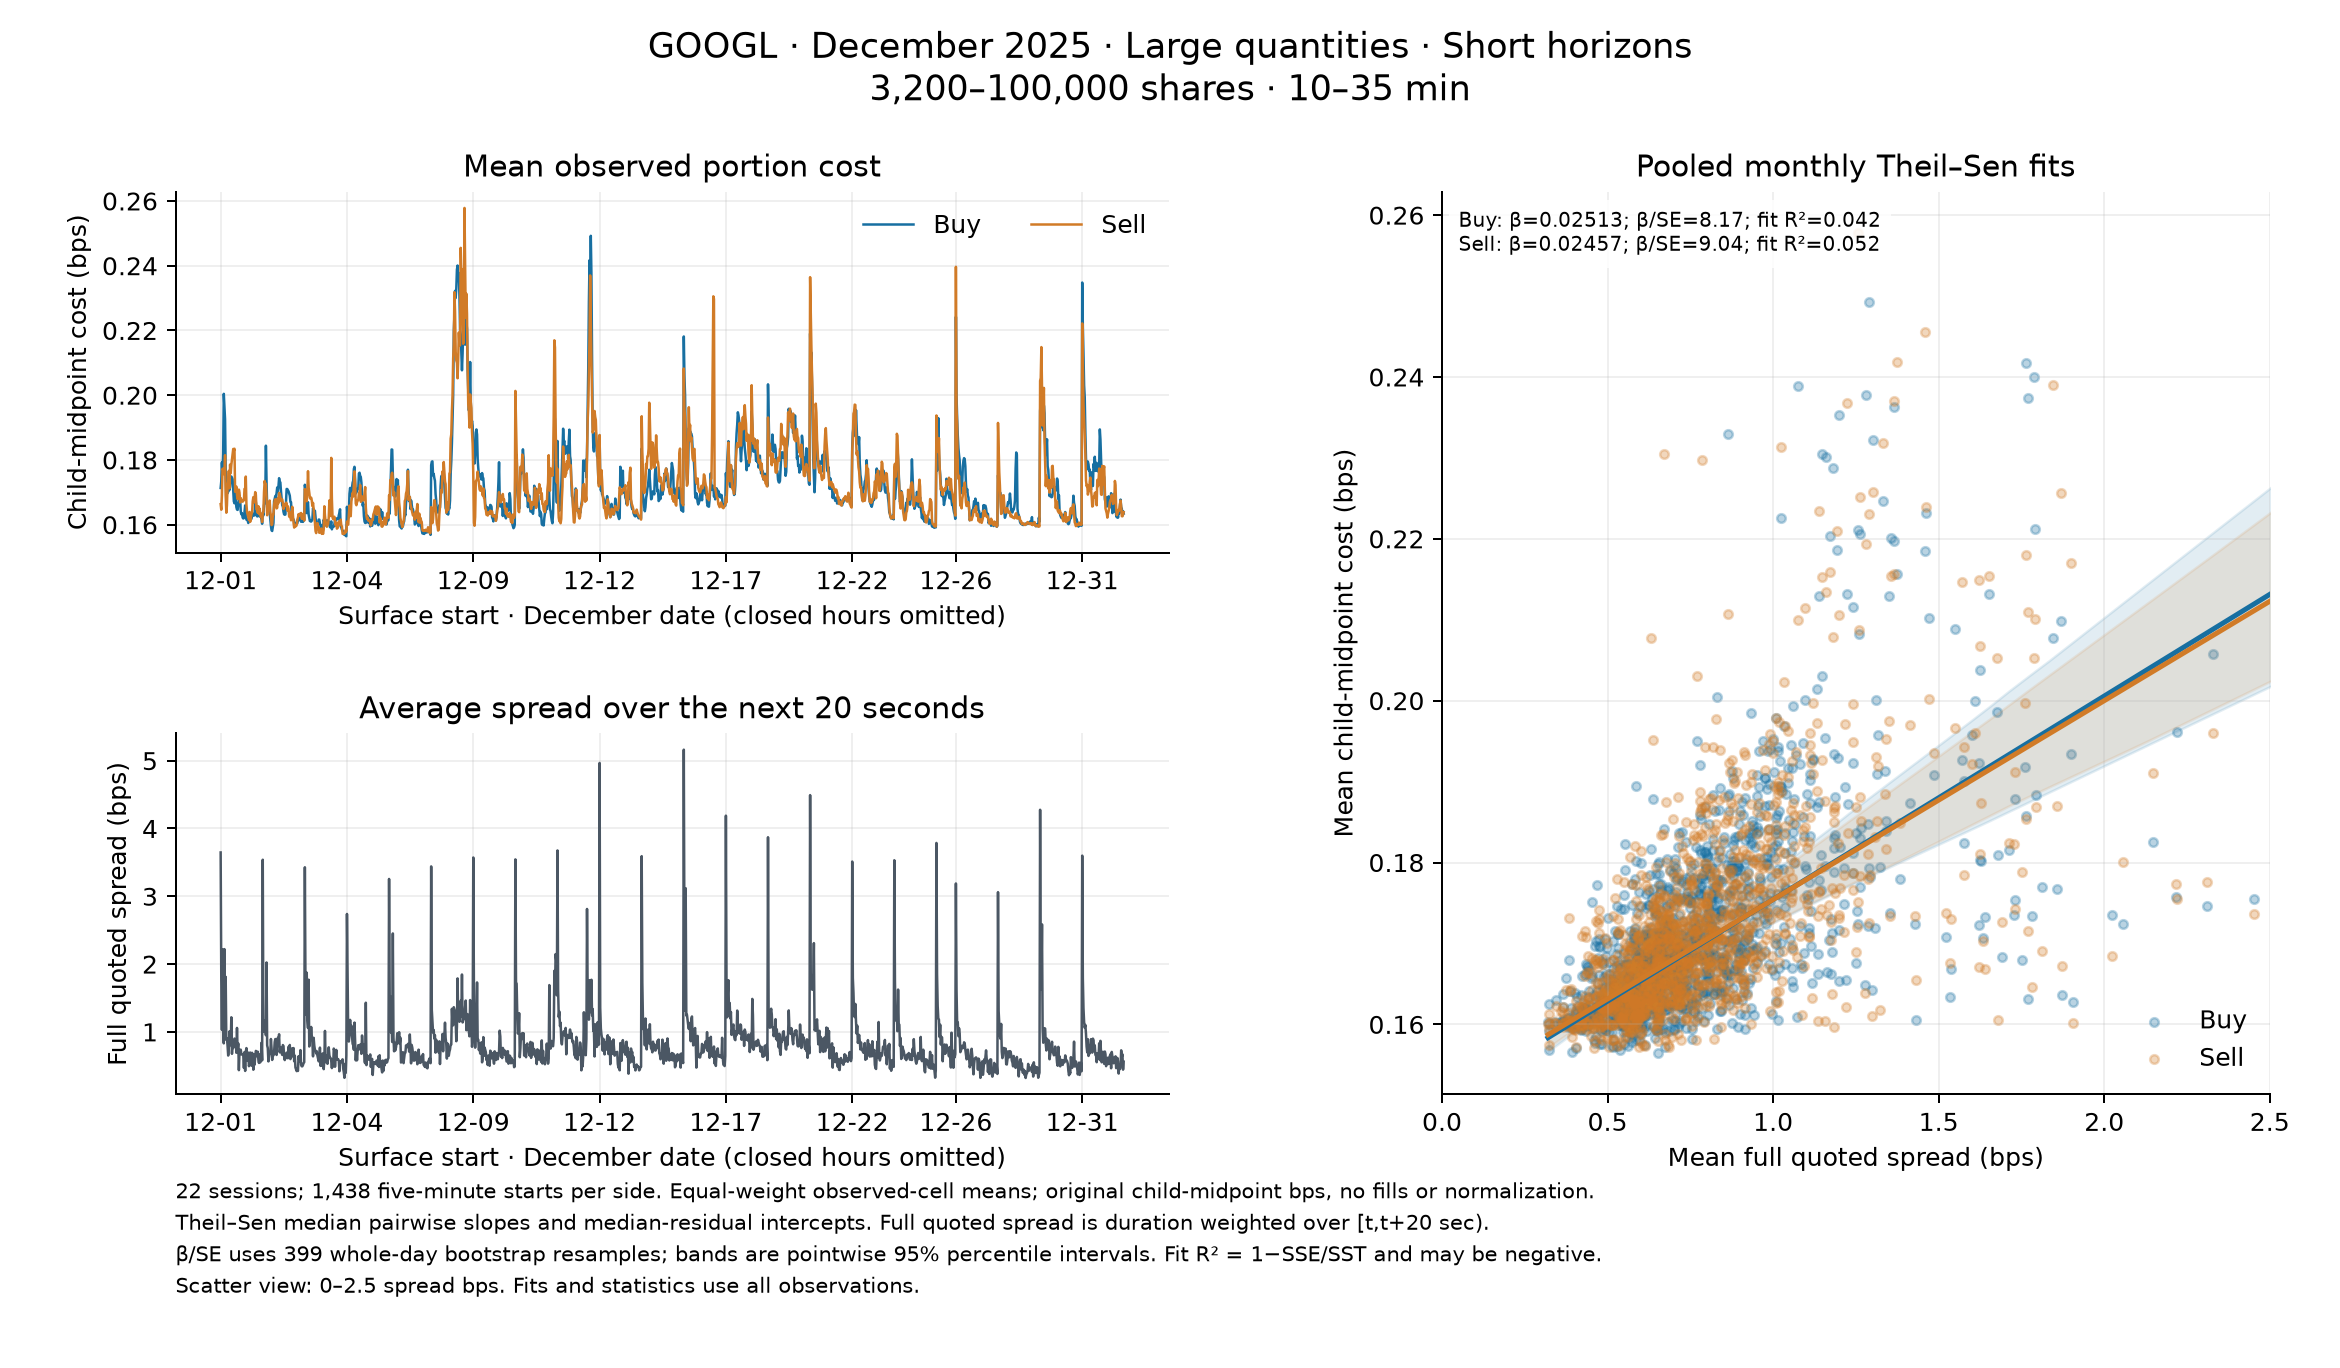 GOOGL · December 2025 · Large quantities · Short horizons
3,200–100,000 shares · 10–35 min
Mean observed portion cost
Child-midpoint cost (bps)
0.26
0.24
0.22
0.20
0.18
0.16
Buy
Sell
12-01
12-04
12-09
12-12
12-17
12-22
12-26
12-31
Surface start · December date (closed hours omitted)
Average spread over the next 20 seconds
Full quoted spread (bps)
5
4
3
2
1
12-01
12-04
12-09
12-12
12-17
12-22
12-26
12-31
Surface start · December date (closed hours omitted)
Pooled monthly Theil–Sen fits
Mean child-midpoint cost (bps)
0.26
0.24
0.22
0.20
0.18
0.16
Buy: β=0.02513; β/SE=8.17; fit R²=0.042
Sell: β=0.02457; β/SE=9.04; fit R²=0.052
Buy
Sell
0.0
0.5
1.0
1.5
2.0
2.5
Mean full quoted spread (bps)
22 sessions; 1,438 five-minute starts per side. Equal-weight observed-cell means; original child-midpoint bps, no fills or normalization.
Theil–Sen median pairwise slopes and median-residual intercepts. Full quoted spread is duration weighted over [t,t+20 sec).
β/SE uses 399 whole-day bootstrap resamples; bands are pointwise 95% percentile intervals. Fit R² = 1−SSE/SST and may be negative.
Scatter view: 0–2.5 spread bps. Fits and statistics use all observations.